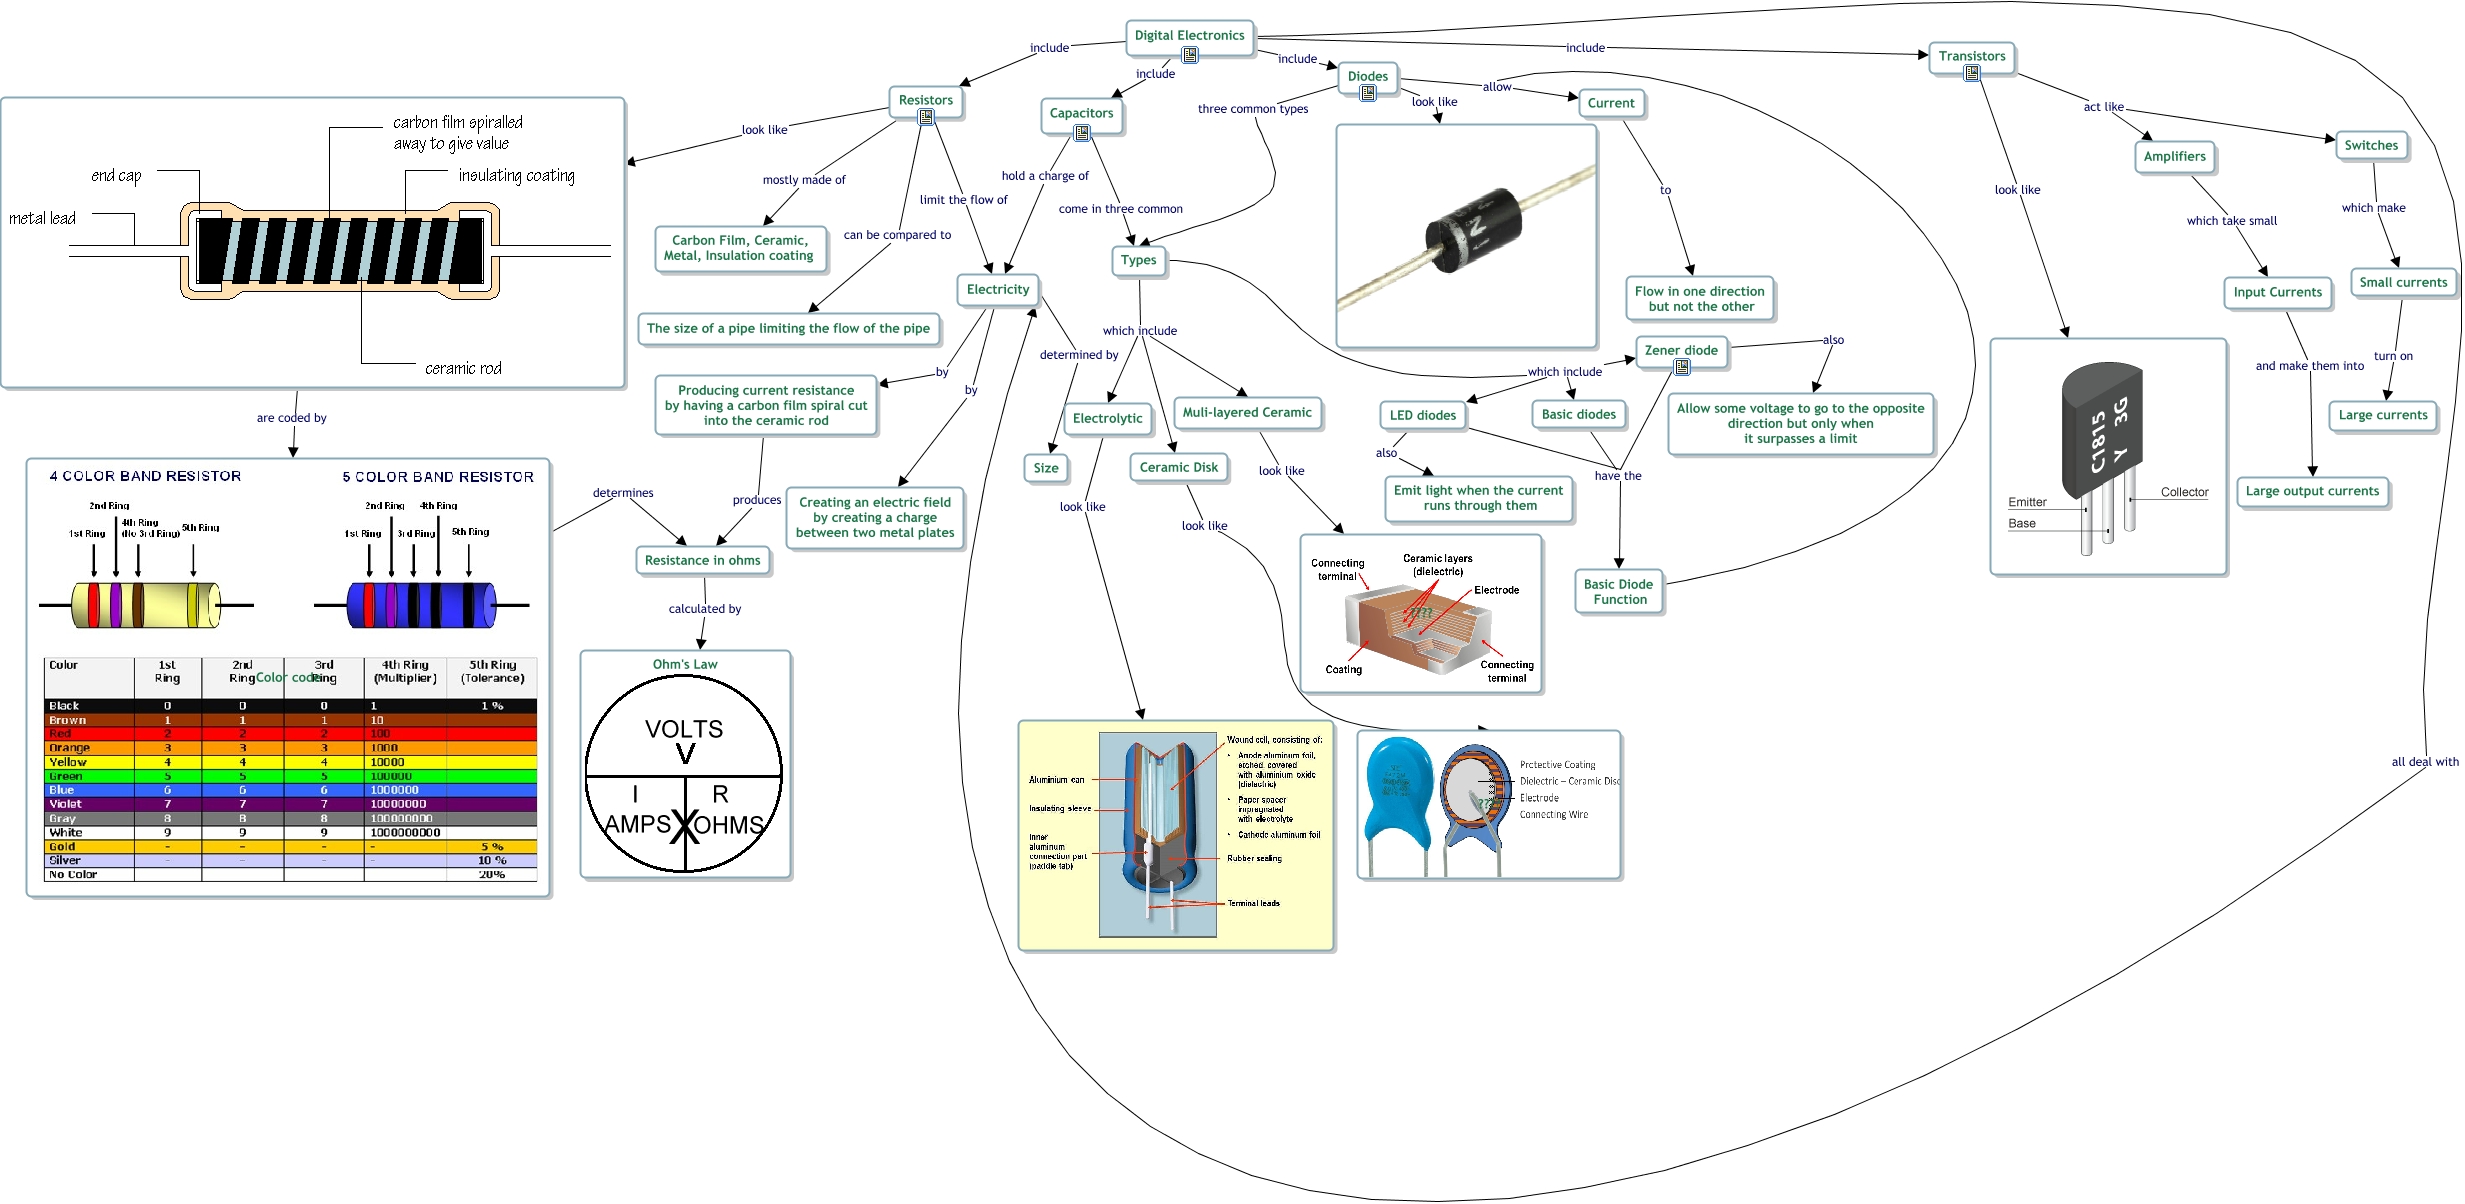 Digital Electronics
include
include
include
include
Resistors
Capacitors
Diodes
Transistors
look like
mostly made of
can be compared to
limit the flow of
hold a charge of
come in three common
three common types
look like
allow
Current
to
Flow in one direction
but not the other
look like
act like
Amplifiers
Switches
which take small
which make
Input Currents
Small currents
and make them into
turn on
Large output currents
Large currents
all deal with
carbon film spiralled
away to give value
end cap
insulating coating
metal lead
ceramic rod
Carbon Film, Ceramic,
Metal, Insulation coating
The size of a pipe limiting the flow of the pipe
Electricity
Types
by
by
determined by
Size
Producing current resistance
by having a carbon film spiral cut
into the ceramic rod
Creating an electric field
by creating a charge
between two metal plates
produces
are coded by
determines
Resistance in ohms
calculated by
Ohm's Law
VOLTS
V
I
R
AMPS
X
OHMS
4 COLOR BAND RESISTOR
5 COLOR BAND RESISTOR
2nd Ring
4th Ring
(No 3rd Ring)
1st Ring
5th Ring
2nd Ring
4th Ring
1st Ring
3rd Ring
5th Ring
Color code
Color 1st Ring 2nd Ring 3rd Ring 4th Ring (Multiplier) 5th Ring (Tolerance)
Black 0 0 0 1 1 %
Brown 1 1 1 10
Red 2 2 2 100
Orange 3 3 3 1000
Yellow 4 4 4 10000
Green 5 5 5 100000
Blue 6 6 6 1000000
Violet 7 7 7 10000000
Gray 8 8 8 100000000
White 9 9 9 1000000000
Gold - - - - 5 %
Silver - - - - 10 %
No Color 20%
which include
Electrolytic
Ceramic Disk
Muli-layered Ceramic
look like
look like
look like
which include
Zener diode
LED diodes
Basic diodes
also
Allow some voltage to go to the opposite
direction but only when
it surpasses a limit
also
Emit light when the current
runs through them
have the
Basic Diode
Function
Connecting
terminal
Ceramic layers
(dielectric)
Electrode
????
Coating
Connecting
terminal
Aluminium can
Insulating sleeve
Inner
aluminum
connection part
(paddle tab)
Wound cell, consisting of:
• Anode aluminum foil,
etched, covered
with aluminium oxide
(dielectric)
• Paper spacer
impregnated
with electrolyte
• Cathode aluminum foil
Rubber sealing
Terminal leads
Protective Coating
Dielectric – Ceramic Disc
Electrode
Connecting Wire
C1815
Y 3G
Emitter
Base
Collector